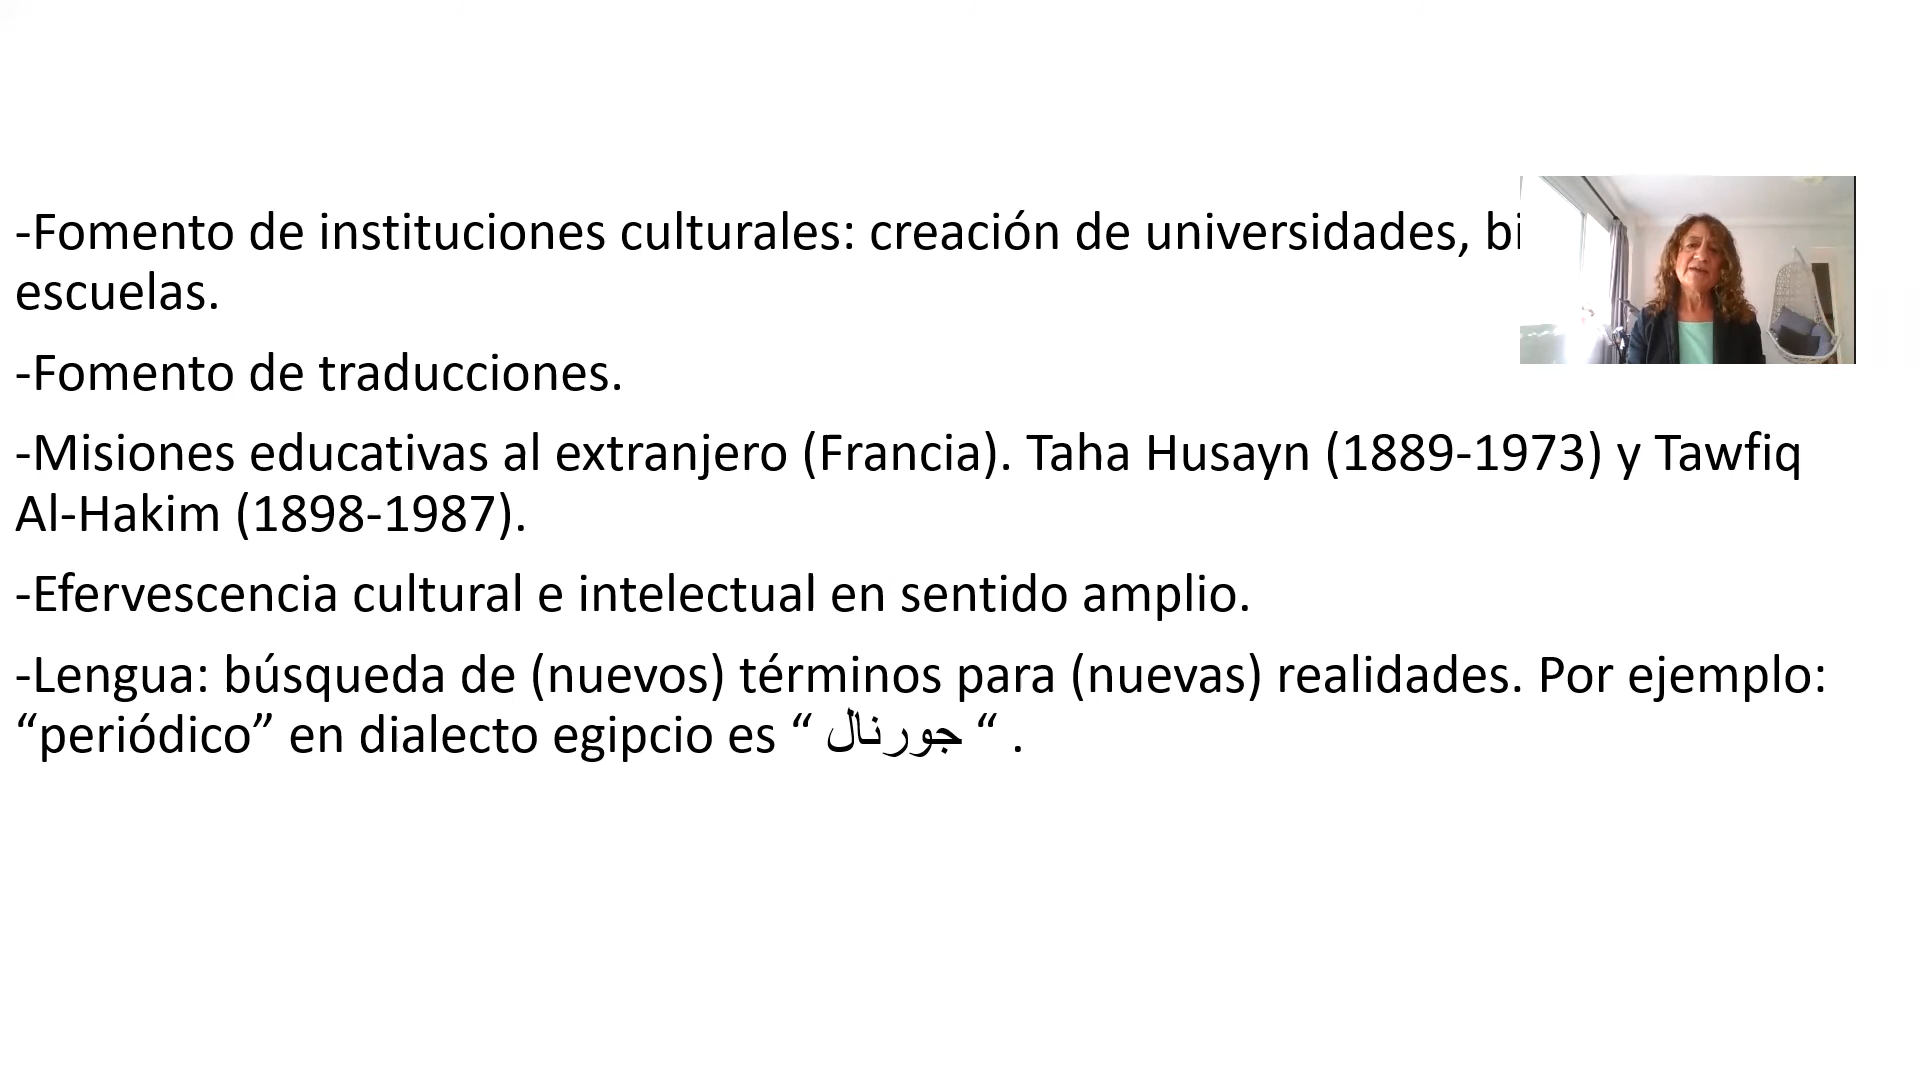 -Fomento de instituciones culturales: creación de universidades,
escuelas.
-Fomento de traducciones.
-Misiones educativas al extranjero (Francia). Taha Husayn (1889-1973) y Tawfiq
Al-Hakim (1898-1987).
-Efervescencia cultural e intelectual en sentido amplio.
-Lengua: búsqueda de (nuevos) términos para (nuevas) realidades. Por ejemplo:
“periódico” en dialecto egipcio es “ جورنال “ .